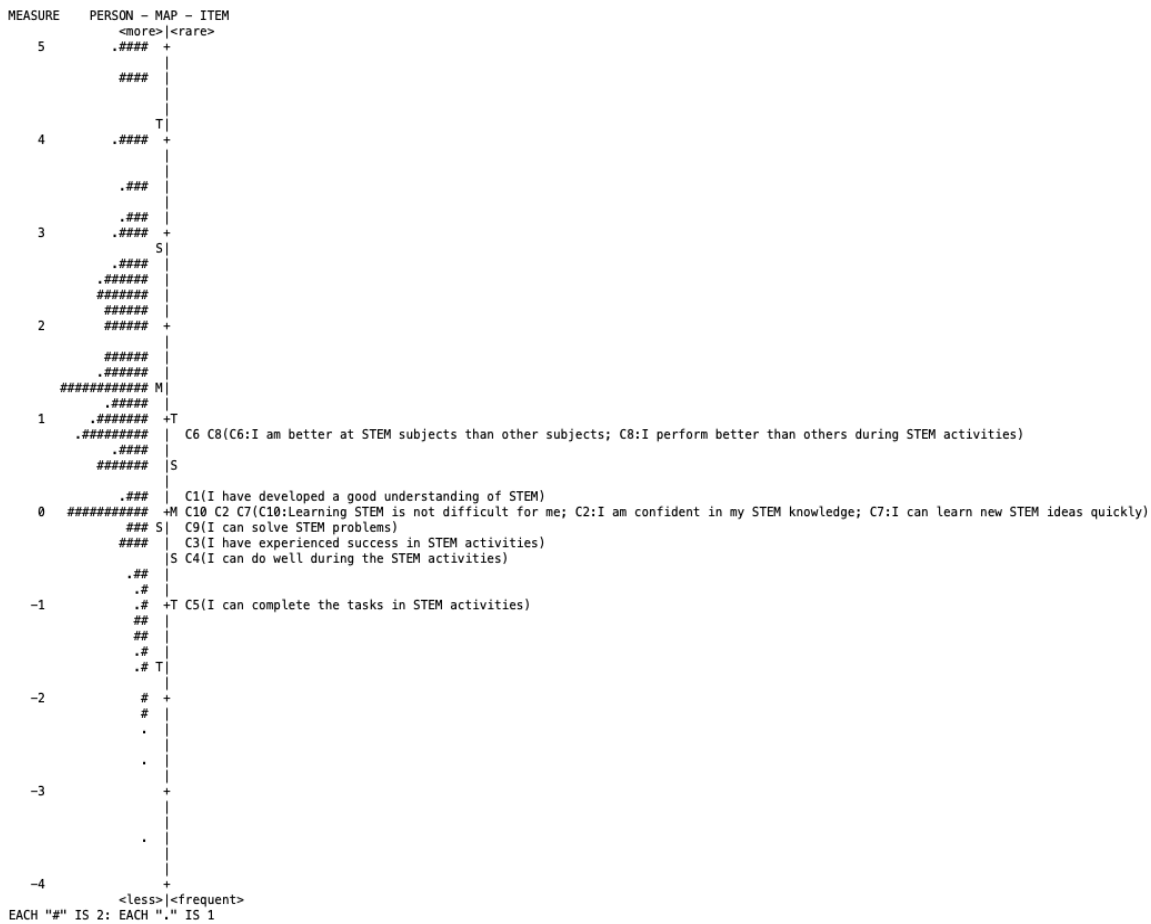 MEASURE    PERSON - MAP - ITEM
               <more>|<rare>
    5         .####  +
                     |
               ####  |
                     |
                     |
                    T|
    4         .####  +
                     |
                     |
               .###  |
                     |
               .###  |
    3         .####  +
                    S|
              .####  |
            .######  |
            #######  |
             ######  |
    2        ######  +
                     |
             ######  |
            .######  |
       ############ M|
             .#####  |
    1      .#######  +T
         .#########  |  C6 C8(C6:I am better at STEM subjects than other subjects; C8:I perform better than others during STEM activities)
              .####  |
            #######  |S
                     |
               .###  |  C1(I have developed a good understanding of STEM)
    0   ###########  +M C10 C2 C7(C10:Learning STEM is not difficult for me; C2:I am confident in my STEM knowledge; C7:I can learn new STEM ideas quickly)
                ### S|  C9(I can solve STEM problems)
               ####  |  C3(I have experienced success in STEM activities)
                     |S C4(I can do well during the STEM activities)
                .##  |
                 .#  |
   -1            .#  +T C5(I can complete the tasks in STEM activities)
                 ##  |
                 ##  |
                 .#  |
                 .# T|
                     |
   -2             #  +
                  #  |
                  .  |
                     |
                  .  |
                     |
   -3                +
                     |
                     |
                  .  |
                     |
                     |
   -4                +
               <less>|<frequent>
EACH "#" IS 2: EACH "." IS 1